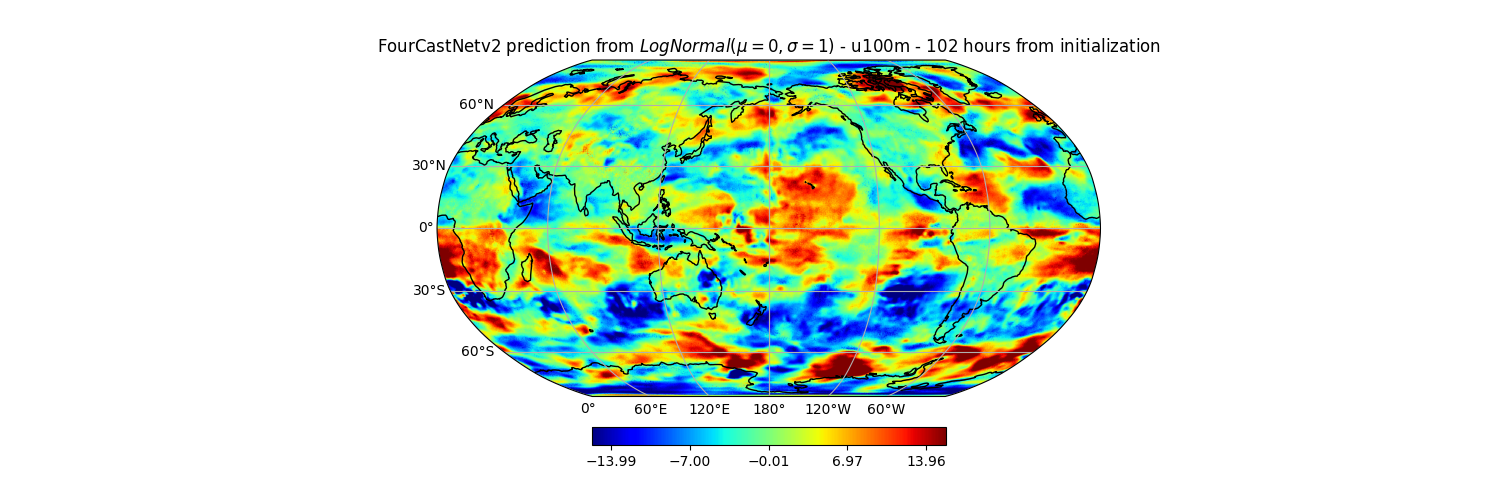 FourCastNetv2 prediction from LogNormal(μ = 0, σ = 1) - u100m - 102 hours from initialization
60°N
30°N
0°
30°S
60°S
0° 60°E 120°E 180° 120°W 60°W
−13.99 −7.00 −0.01 6.97 13.96